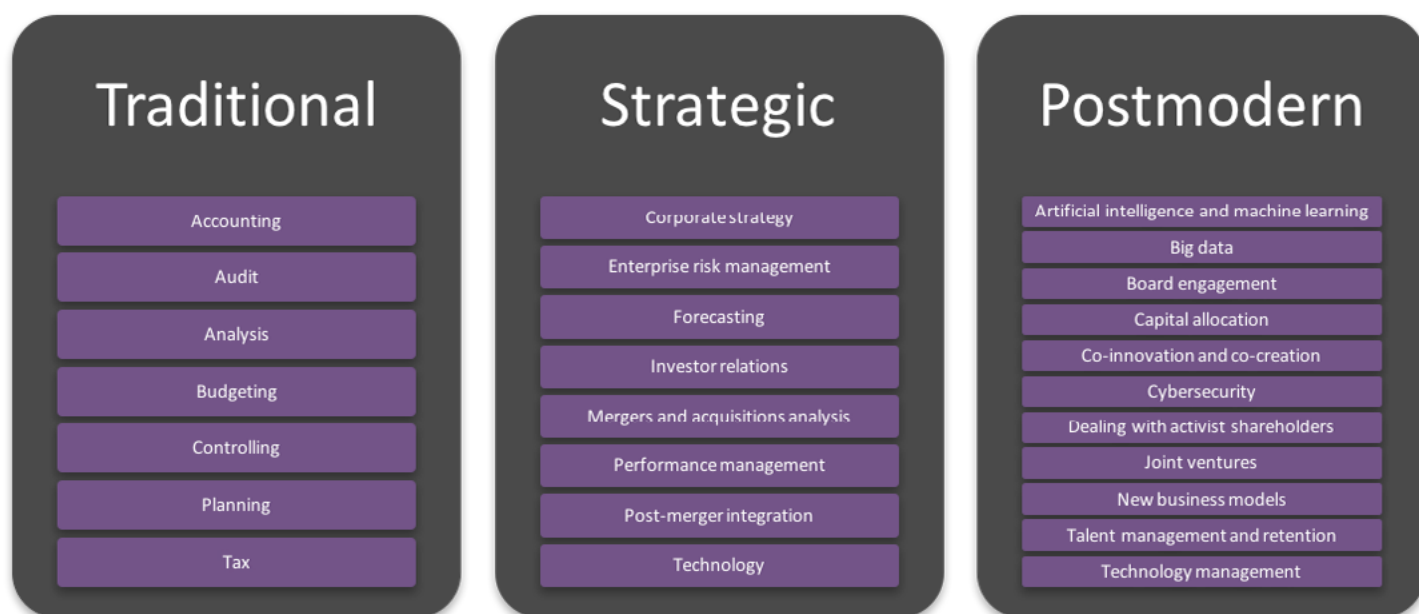 Traditional
Accounting
Audit
Analysis
Budgeting
Controlling
Planning
Tax
Strategic
Corporate strategy
Enterprise risk management
Forecasting
Investor relations
Mergers and acquisitions analysis
Performance management
Post-merger integration
Technology
Postmodern
Artificial intelligence and machine learning
Big data
Board engagement
Capital allocation
Co-innovation and co-creation
Cybersecurity
Dealing with activist shareholders
Joint ventures
New business models
Talent management and retention
Technology management